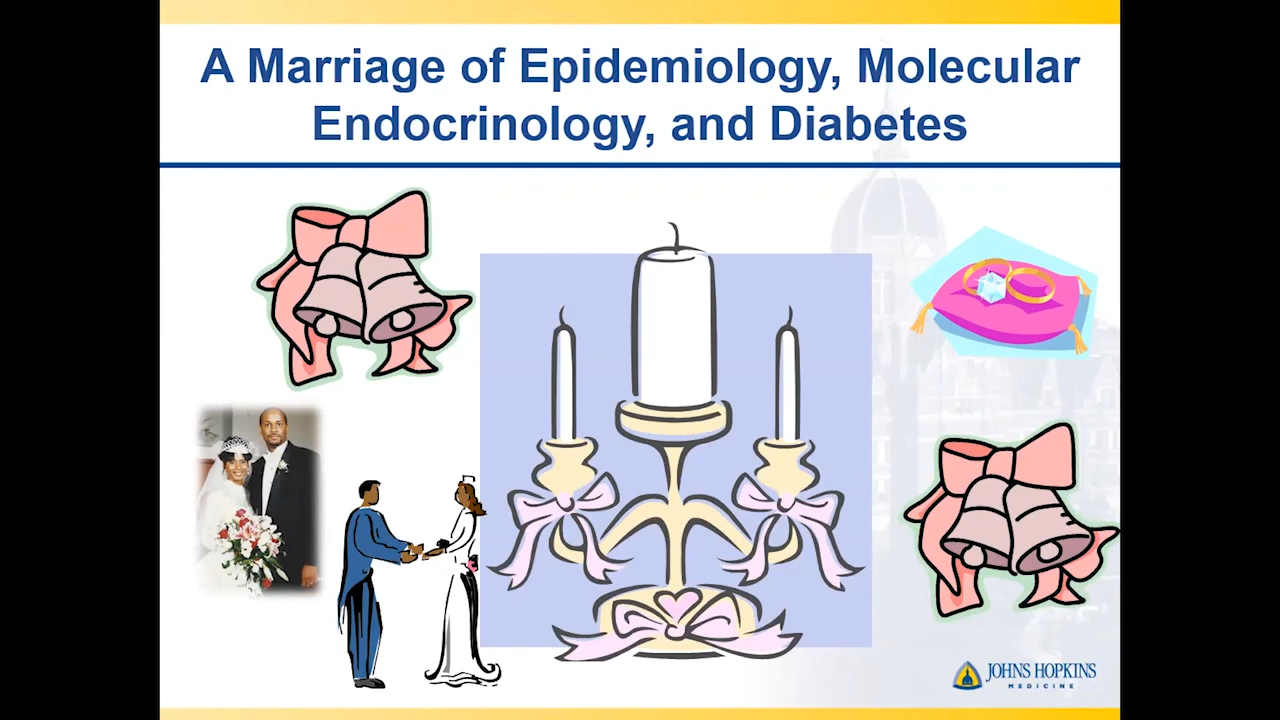 A Marriage of Epidemiology, Molecular
Endocrinology, and Diabetes
JOHNS HOPKINS
MEDICINE